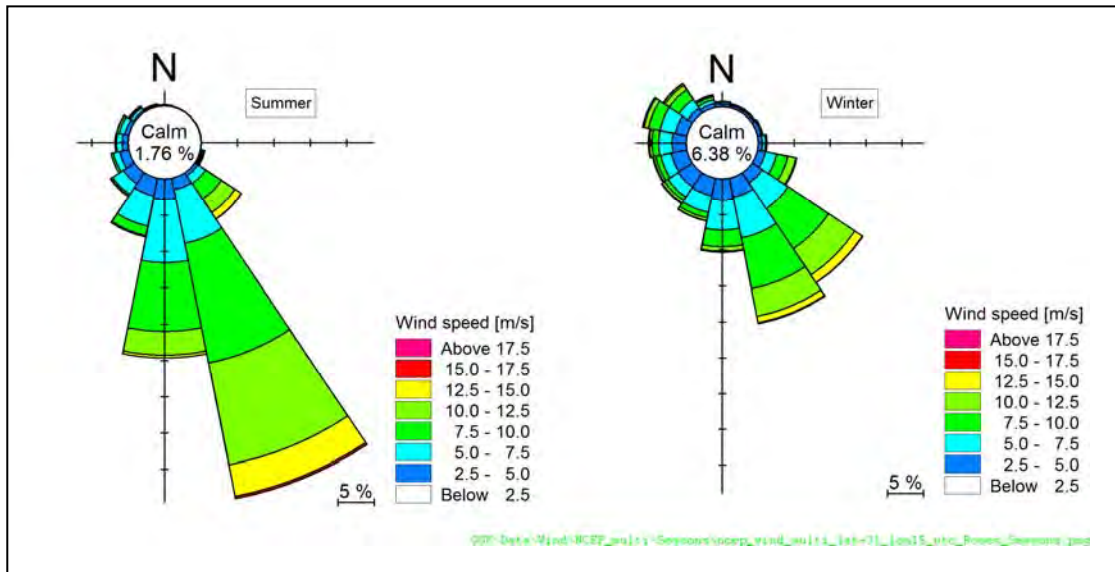 N
Summer
Calm
1.76 %
Wind speed [m/s]
Above 17.5
15.0 - 17.5
12.5 - 15.0
10.0 - 12.5
7.5 - 10.0
5.0 - 7.5
2.5 - 5.0
Below 2.5
5 %
N
Winter
Calm
6.38 %
Wind speed [m/s]
Above 17.5
15.0 - 17.5
12.5 - 15.0
10.0 - 12.5
7.5 - 10.0
5.0 - 7.5
2.5 - 5.0
Below 2.5
5 %